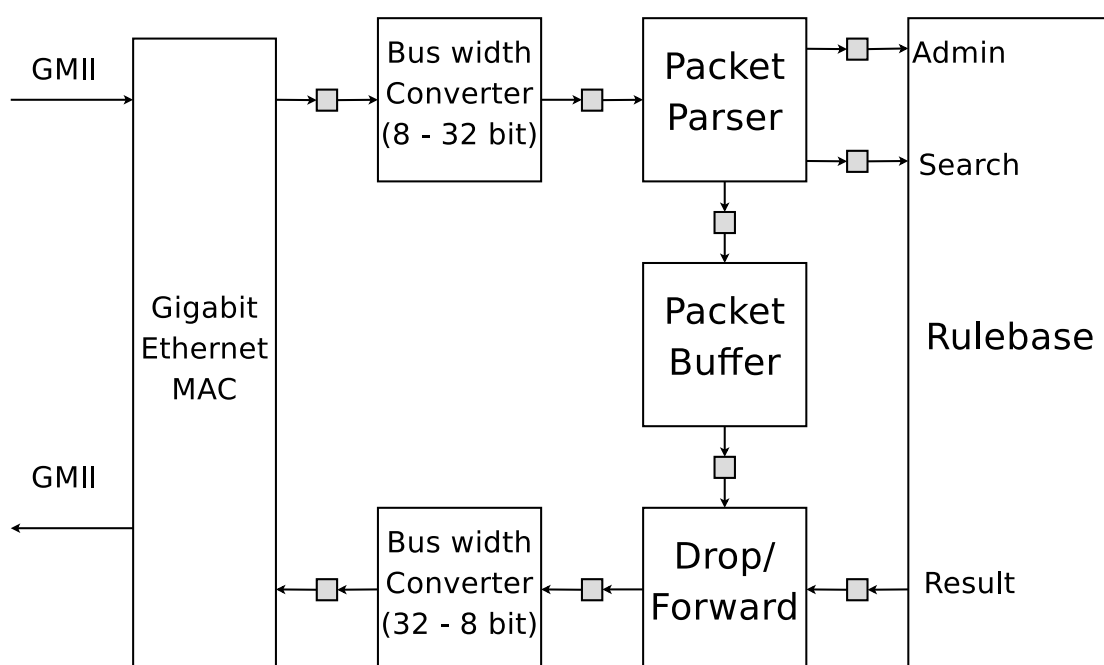 GMII
Bus width
Converter
(8 - 32 bit)
Packet
Parser
Admin
Search
Gigabit
Ethernet
MAC
Packet
Buffer
Rulebase
GMII
Bus width
Converter
(32 - 8 bit)
Drop/
Forward
Result